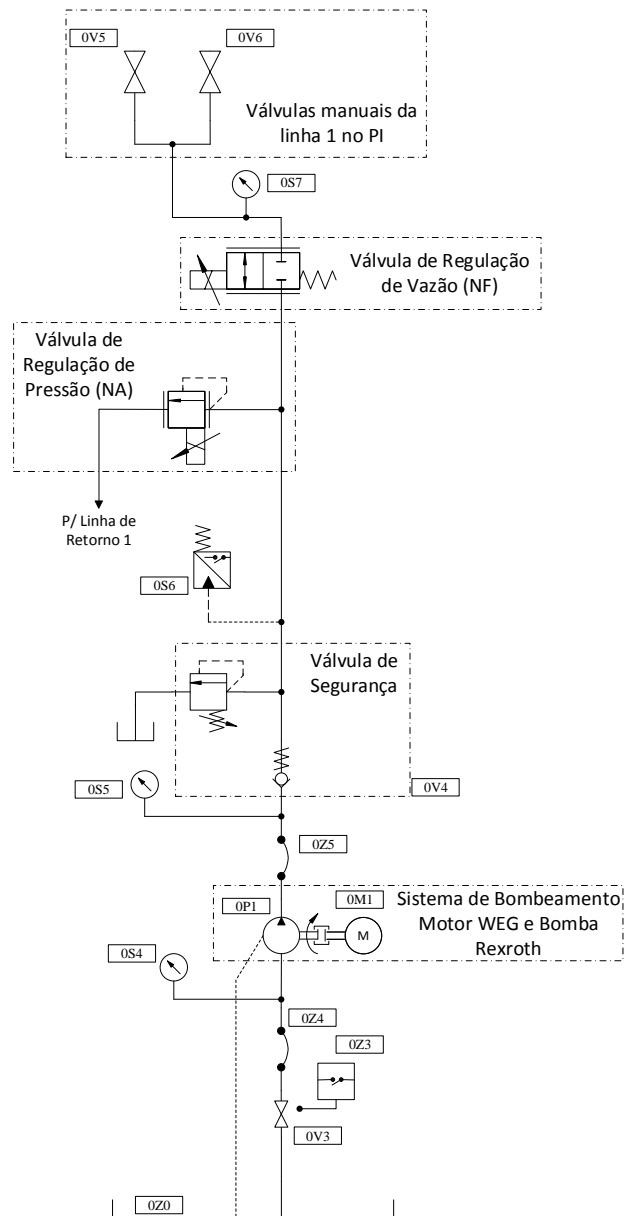 0V5
0V6
Válvulas manuais da
linha 1 no PI
0S7
Válvula de Regulação
de Vazão (NF)
Válvula de
Regulação de
Pressão (NA)
P/ Linha de
Retorno 1
0S6
Válvula de
Segurança
0S5
0V4
0Z5
0P1
0M1
Sistema de Bombeamento
Motor WEG e Bomba
Rexroth
M
0S4
0Z4
0Z3
0V3
0Z0